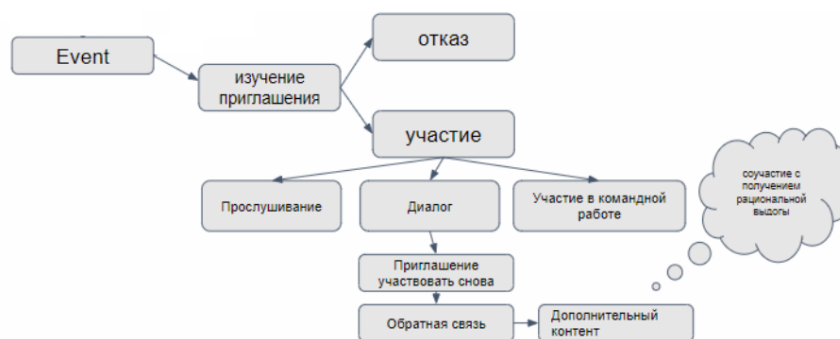 Event
изучение
приглашения
отказ
участие
Прослушивание
Диалог
Участие в командной
работе
соучастие с
получением
рациональной
выдогы
Приглашение
участвовать снова
Обратная связь
Дополнительный
контент